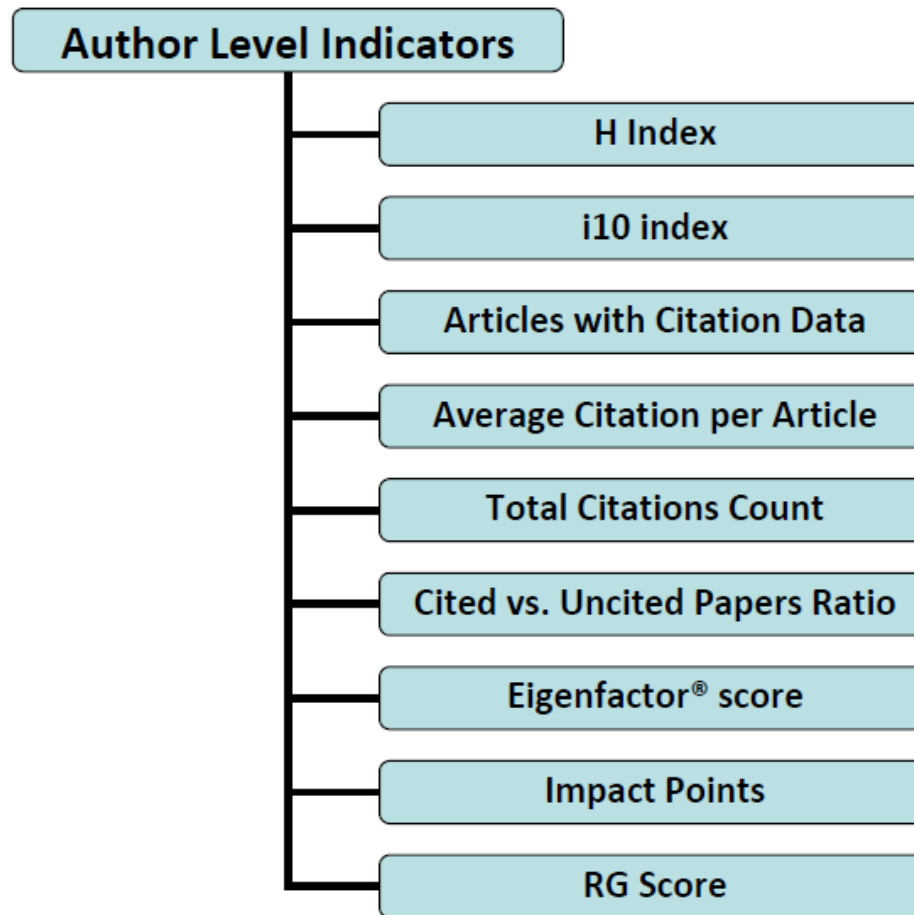 Author Level Indicators
H Index
i10 index
Articles with Citation Data
Average Citation per Article
Total Citations Count
Cited vs. Uncited Papers Ratio
Eigenfactor® score
Impact Points
RG Score